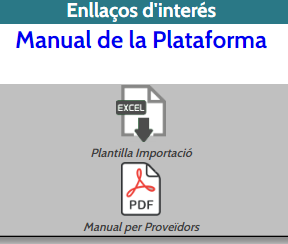 Enllaços d'interés
Manual de la Plataforma
EXCEL
Plantilla Importació
PDF
Manual per Proveïdors